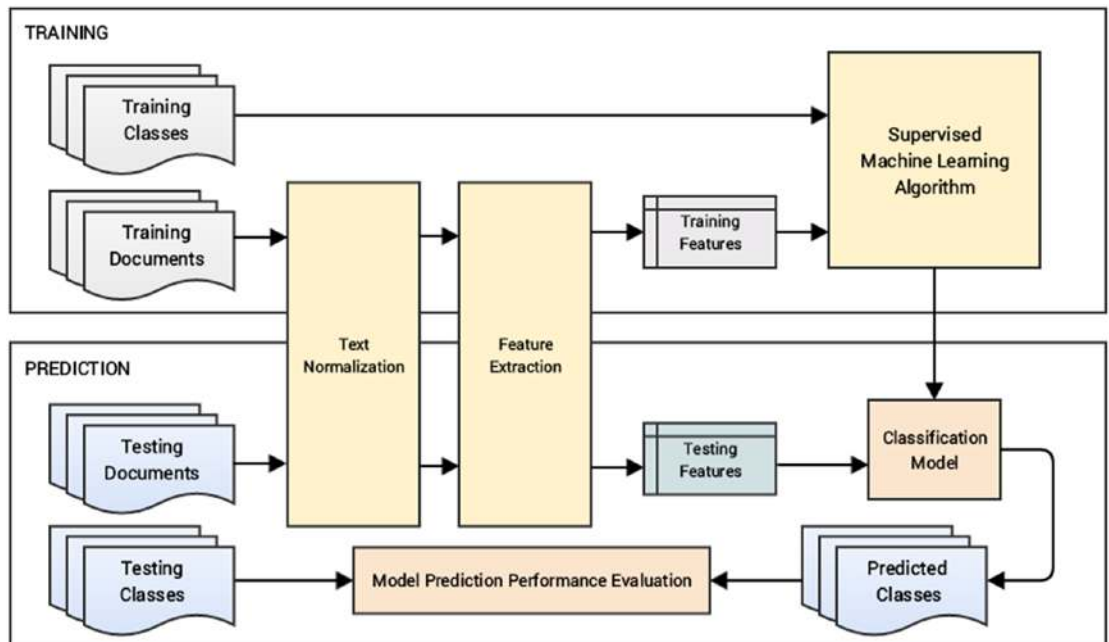 TRAINING
Training
Classes
Supervised
Machine Learning
Algorithm
Training
Documents
Training
Features
Text
Normalization
Feature
Extraction
PREDICTION
Testing
Documents
Testing
Features
Classification
Model
Testing
Classes
Model Prediction Performance Evaluation
Predicted
Classes